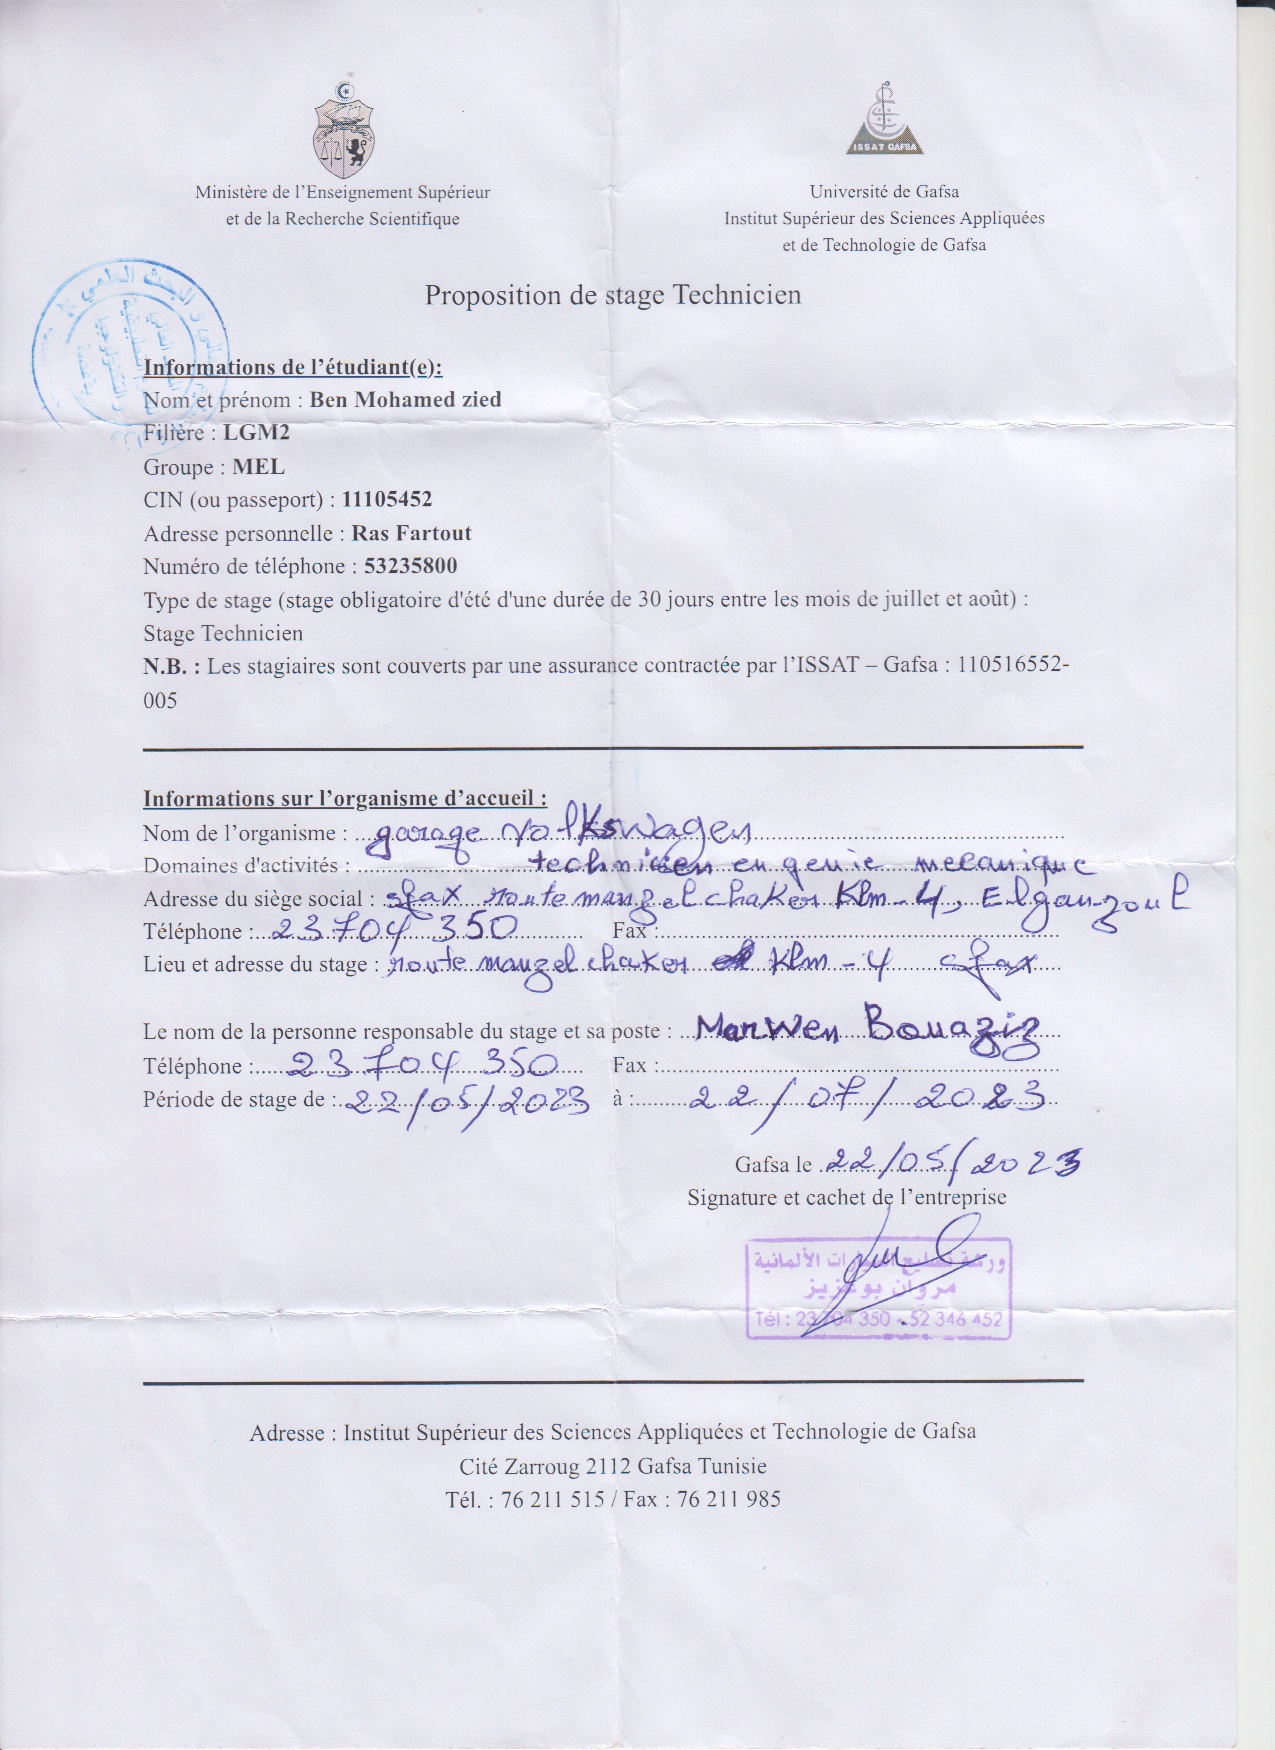 ISSAT GAFSA
Ministère de l'Enseignement Supérieur
et de la Recherche Scientifique
Université de Gafsa
Institut Supérieur des Sciences Appliquées
et de Technologie de Gafsa
Proposition de stage Technicien
Informations de l'étudiant(e):
Nom et prénom : Ben Mohamed zied
Filière : LGM2
Groupe : MEL
CIN (ou passeport) : 11105452
Adresse personnelle : Ras Fartout
Numéro de téléphone : 53235800
Type de stage (stage obligatoire d'été d'une durée de 30 jours entre les mois de juillet et août) :
Stage Technicien
N.B. : Les stagiaires sont couverts par une assurance contractée par l'ISSAT – Gafsa : 110516552-
005
Informations sur l'organisme d'accueil :
Nom de l'organisme : garage Volkswagen
Domaines d'activités : technicien en genie mecanique
Adresse du siège social : sfax route manzel chaker Klm-4, Elganzoul
Téléphone : 23704 350 Fax :
Lieu et adresse du stage : route manzel chaker Klm-4 sfax
Le nom de la personne responsable du stage et sa poste : Marwen Bouaziz
Téléphone : 23704 350 Fax :
Période de stage de : 22/05/2023 à : 22/07/2023
Gafsa le 22/05/2023
Signature et cachet de l'entreprise
ورشة تصليح السيارات الألمانية
مروان بوعزيز
Tél : 23 704 350 - 52 346 452
Adresse : Institut Supérieur des Sciences Appliquées et Technologie de Gafsa
Cité Zarroug 2112 Gafsa Tunisie
Tél. : 76 211 515 / Fax : 76 211 985